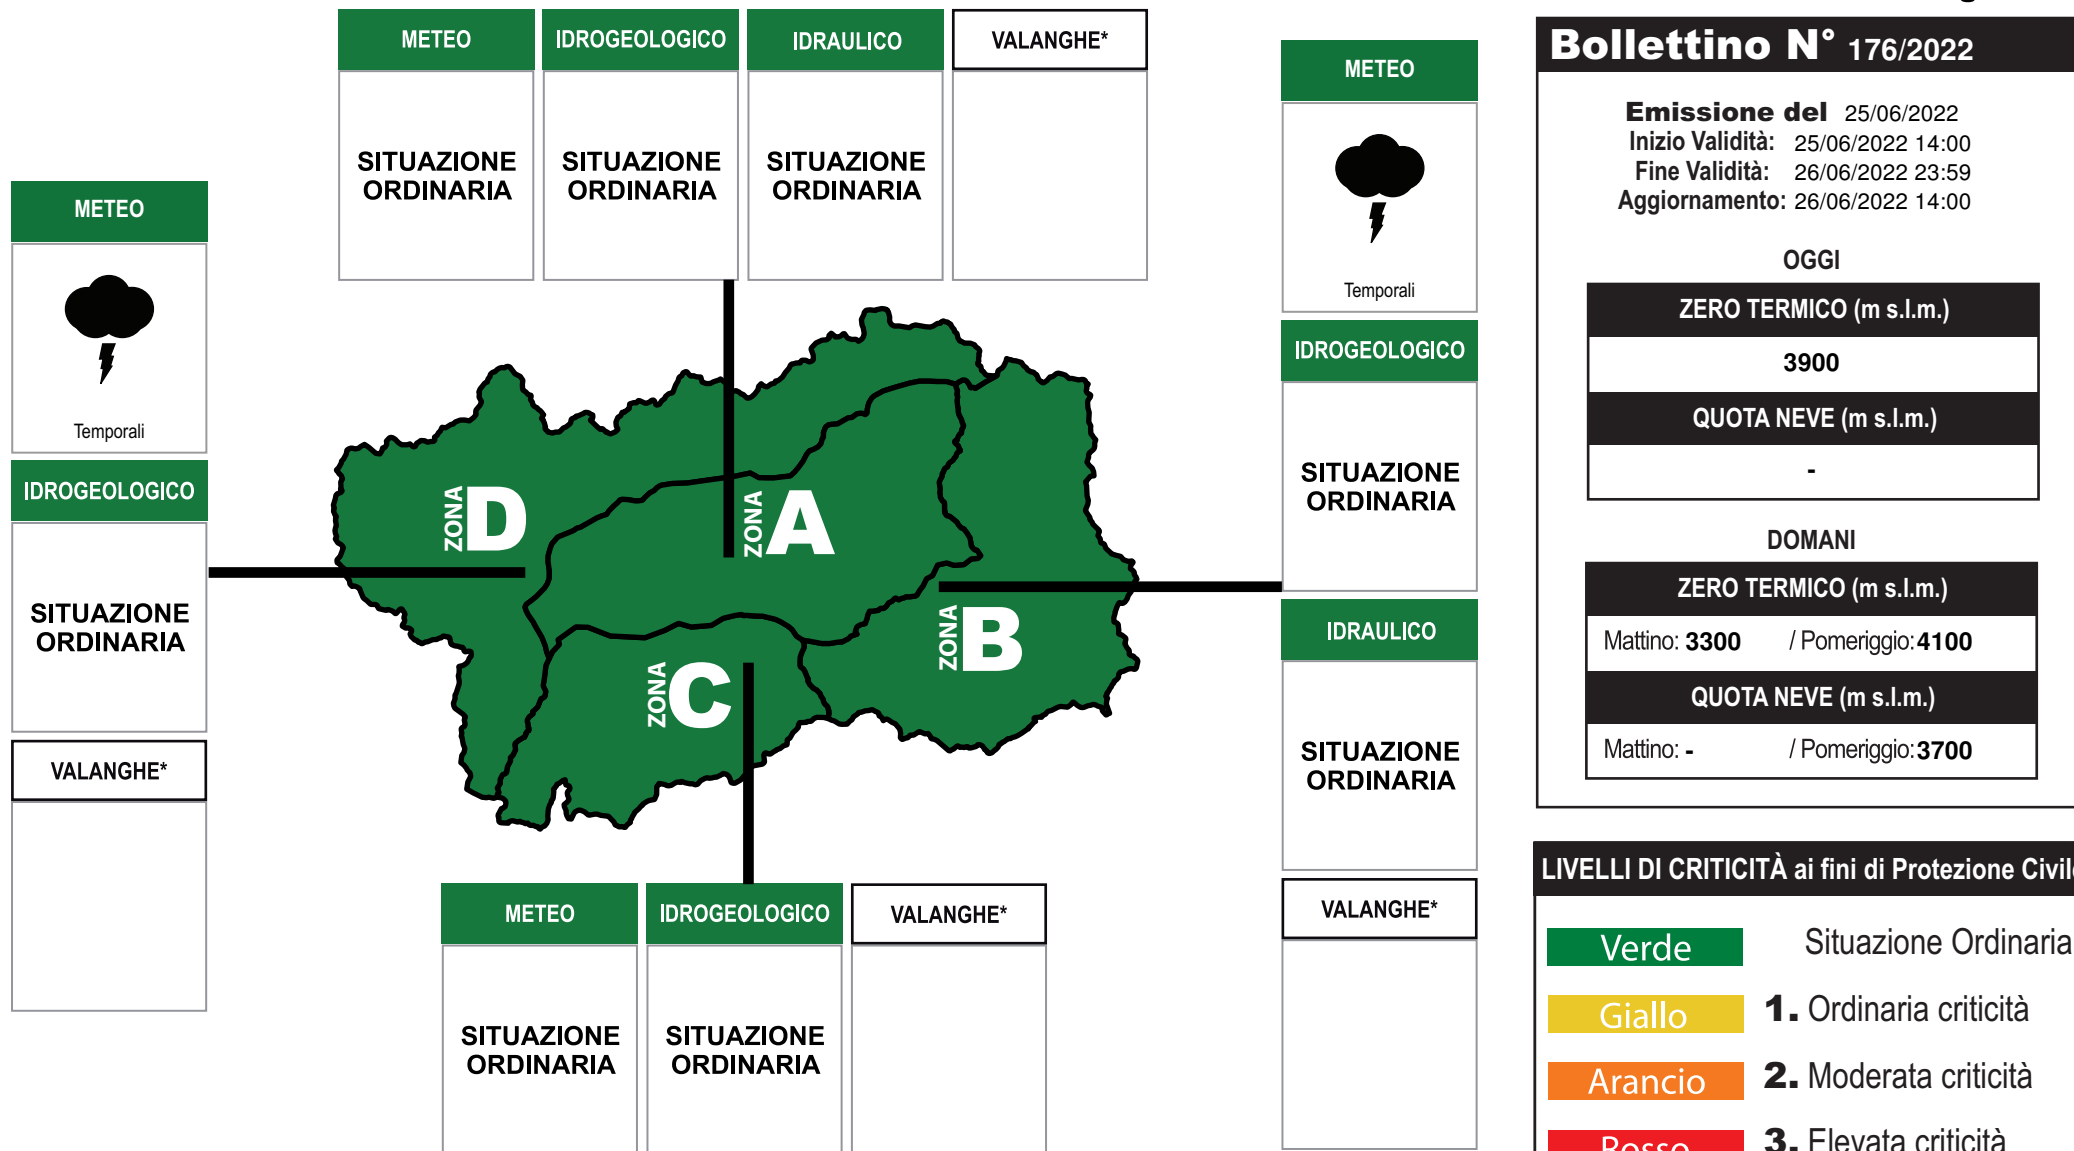 METEO
IDROGEOLOGICO
IDRAULICO
VALANGHE*
SITUAZIONE
ORDINARIA
SITUAZIONE
ORDINARIA
SITUAZIONE
ORDINARIA
METEO
Temporali
IDROGEOLOGICO
SITUAZIONE
ORDINARIA
VALANGHE*
ZONA D
ZONA A
ZONA B
ZONA C
METEO
Temporali
IDROGEOLOGICO
SITUAZIONE
ORDINARIA
IDRAULICO
SITUAZIONE
ORDINARIA
VALANGHE*
METEO
IDROGEOLOGICO
VALANGHE*
SITUAZIONE
ORDINARIA
SITUAZIONE
ORDINARIA
Bollettino N° 176/2022
Emissione del 25/06/2022
Inizio Validità: 25/06/2022 14:00
Fine Validità: 26/06/2022 23:59
Aggiornamento: 26/06/2022 14:00
OGGI
ZERO TERMICO (m s.l.m.)
3900
QUOTA NEVE (m s.l.m.)
-
DOMANI
ZERO TERMICO (m s.l.m.)
Mattino: 3300 / Pomeriggio: 4100
QUOTA NEVE (m s.l.m.)
Mattino: - / Pomeriggio: 3700
LIVELLI DI CRITICITÀ ai fini di Protezione Civile
Verde Situazione Ordinaria
Giallo 1. Ordinaria criticità
Arancio 2. Moderata criticità
Rosso 3. Elevata criticità